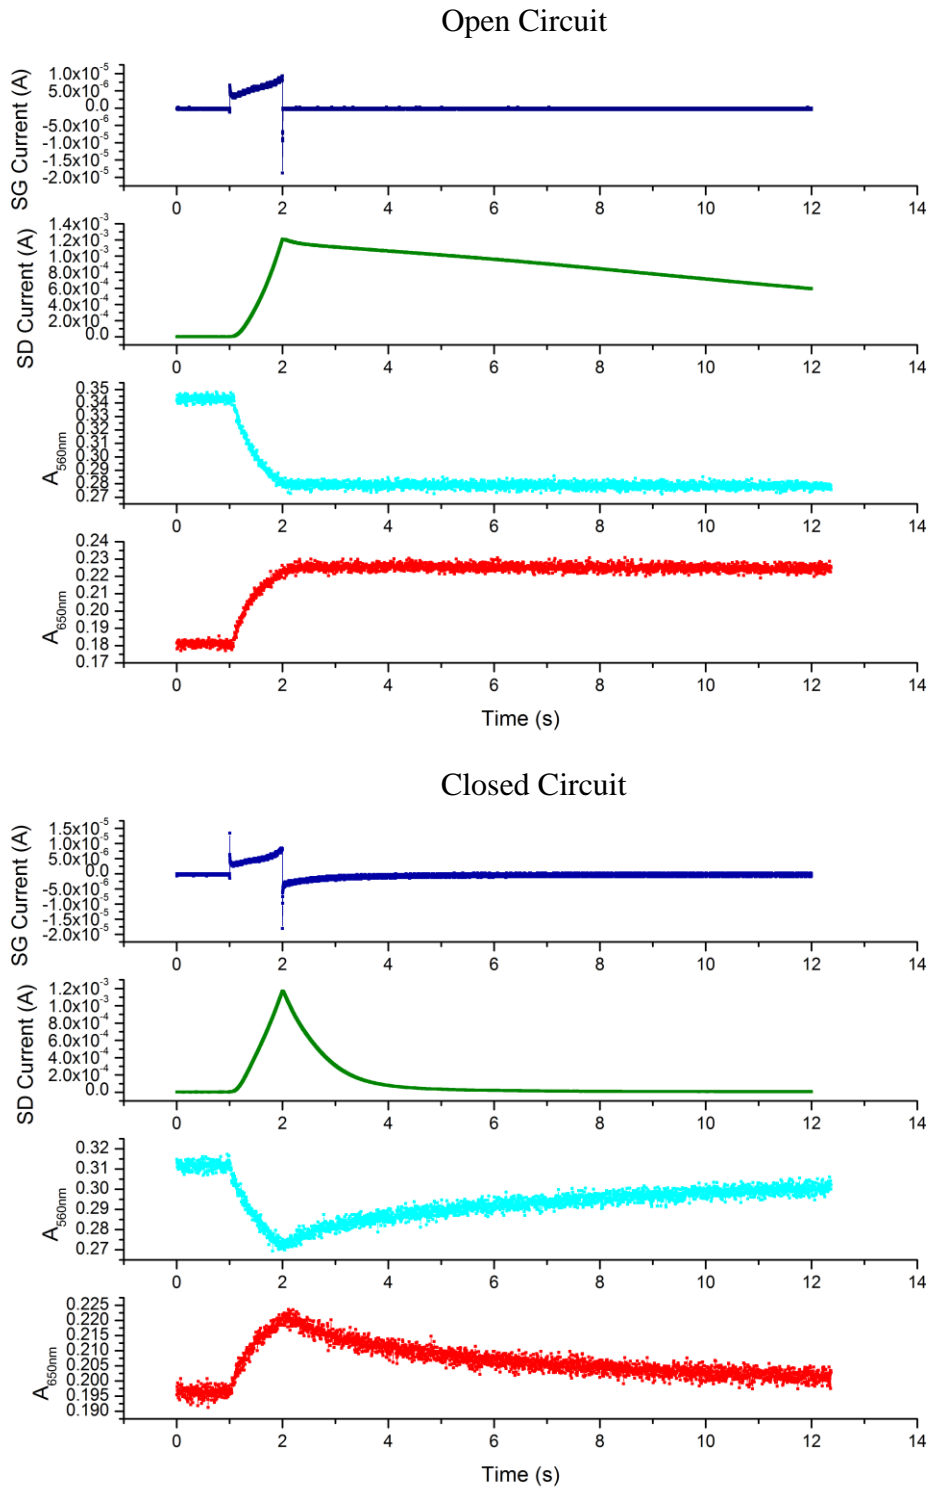 Open Circuit
SG Current (A)
1.0x10⁻⁵
5.0x10⁻⁶
0.0
-5.0x10⁻⁶
-1.0x10⁻⁵
-1.5x10⁻⁵
-2.0x10⁻⁵
0 2 4 6 8 10 12 14
SD Current (A)
1.4x10⁻³
1.2x10⁻³
1.0x10⁻³
8.0x10⁻⁴
6.0x10⁻⁴
4.0x10⁻⁴
2.0x10⁻⁴
0.0
0 2 4 6 8 10 12 14
A560nm
0.35
0.34
0.33
0.32
0.31
0.30
0.29
0.28
0.27
0 2 4 6 8 10 12 14
A650nm
0.24
0.23
0.22
0.21
0.20
0.19
0.18
0.17
0 2 4 6 8 10 12 14
Time (s)
Closed Circuit
SG Current (A)
1.5x10⁻⁵
1.0x10⁻⁵
5.0x10⁻⁶
0.0
-5.0x10⁻⁶
-1.0x10⁻⁵
-1.5x10⁻⁵
-2.0x10⁻⁵
0 2 4 6 8 10 12 14
SD Current (A)
1.2x10⁻³
1.0x10⁻³
8.0x10⁻⁴
6.0x10⁻⁴
4.0x10⁻⁴
2.0x10⁻⁴
0.0
0 2 4 6 8 10 12 14
A560nm
0.32
0.31
0.30
0.29
0.28
0.27
0 2 4 6 8 10 12 14
A650nm
0.225
0.220
0.215
0.210
0.205
0.200
0.195
0.190
0 2 4 6 8 10 12 14
Time (s)